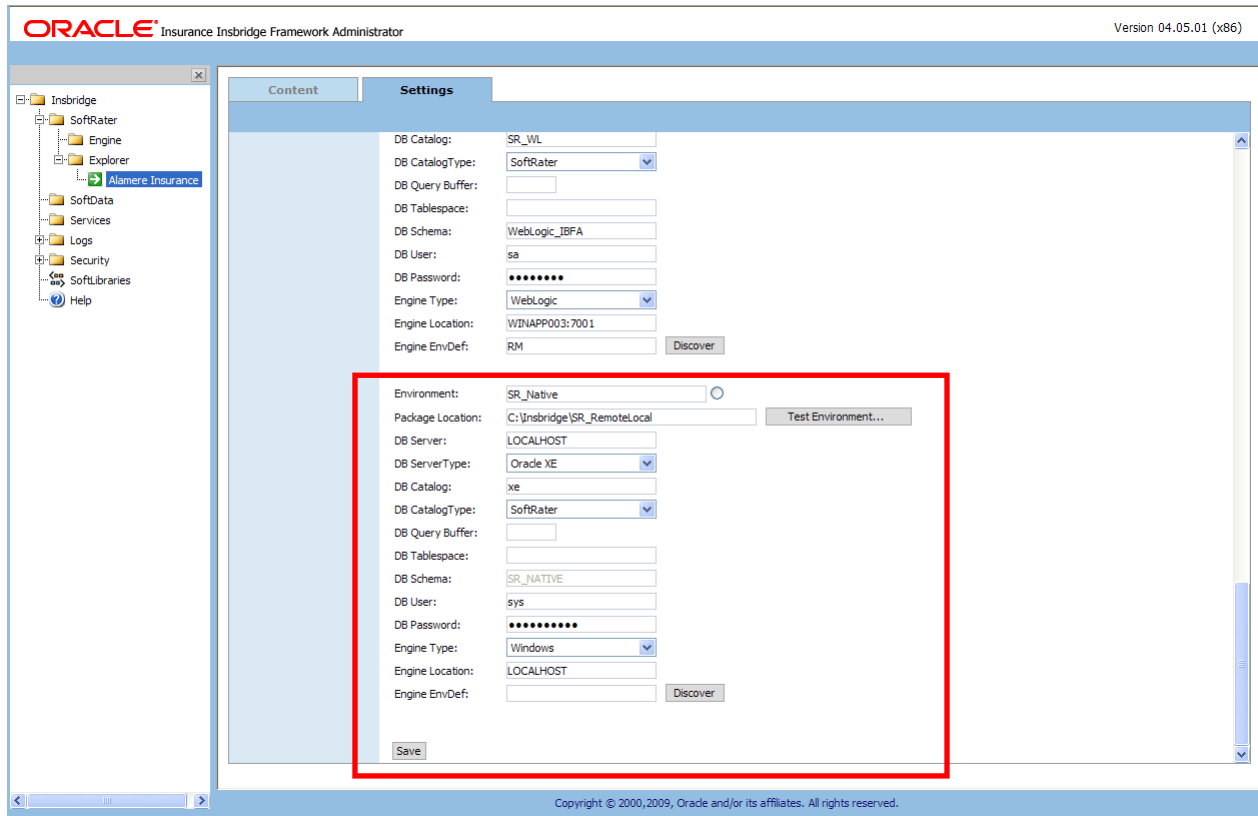 ORACLE® Insurance Insbridge Framework Administrator
Version 04.05.01 (x86)
Insbridge
SoftRater
Engine
Explorer
Alamere Insurance
SoftData
Services
Logs
Security
SoftLibraries
Help
Content Settings
DB Catalog: SR_WL
DB CatalogType: SoftRater
DB Query Buffer:
DB Tablespace:
DB Schema: WebLogic_IBFA
DB User: sa
DB Password: ●●●●●●●●
Engine Type: WebLogic
Engine Location: WINAPP003:7001
Engine EnvDef: RM Discover
Environment: SR_Native
Package Location: C:\Insbridge\SR_RemoteLocal Test Environment...
DB Server: LOCALHOST
DB ServerType: Oracle XE
DB Catalog: xe
DB CatalogType: SoftRater
DB Query Buffer:
DB Tablespace:
DB Schema: SR_NATIVE
DB User: sys
DB Password: ●●●●●●●●●●
Engine Type: Windows
Engine Location: LOCALHOST
Engine EnvDef: Discover
Save
Copyright © 2000,2009, Oracle and/or its affiliates. All rights reserved.